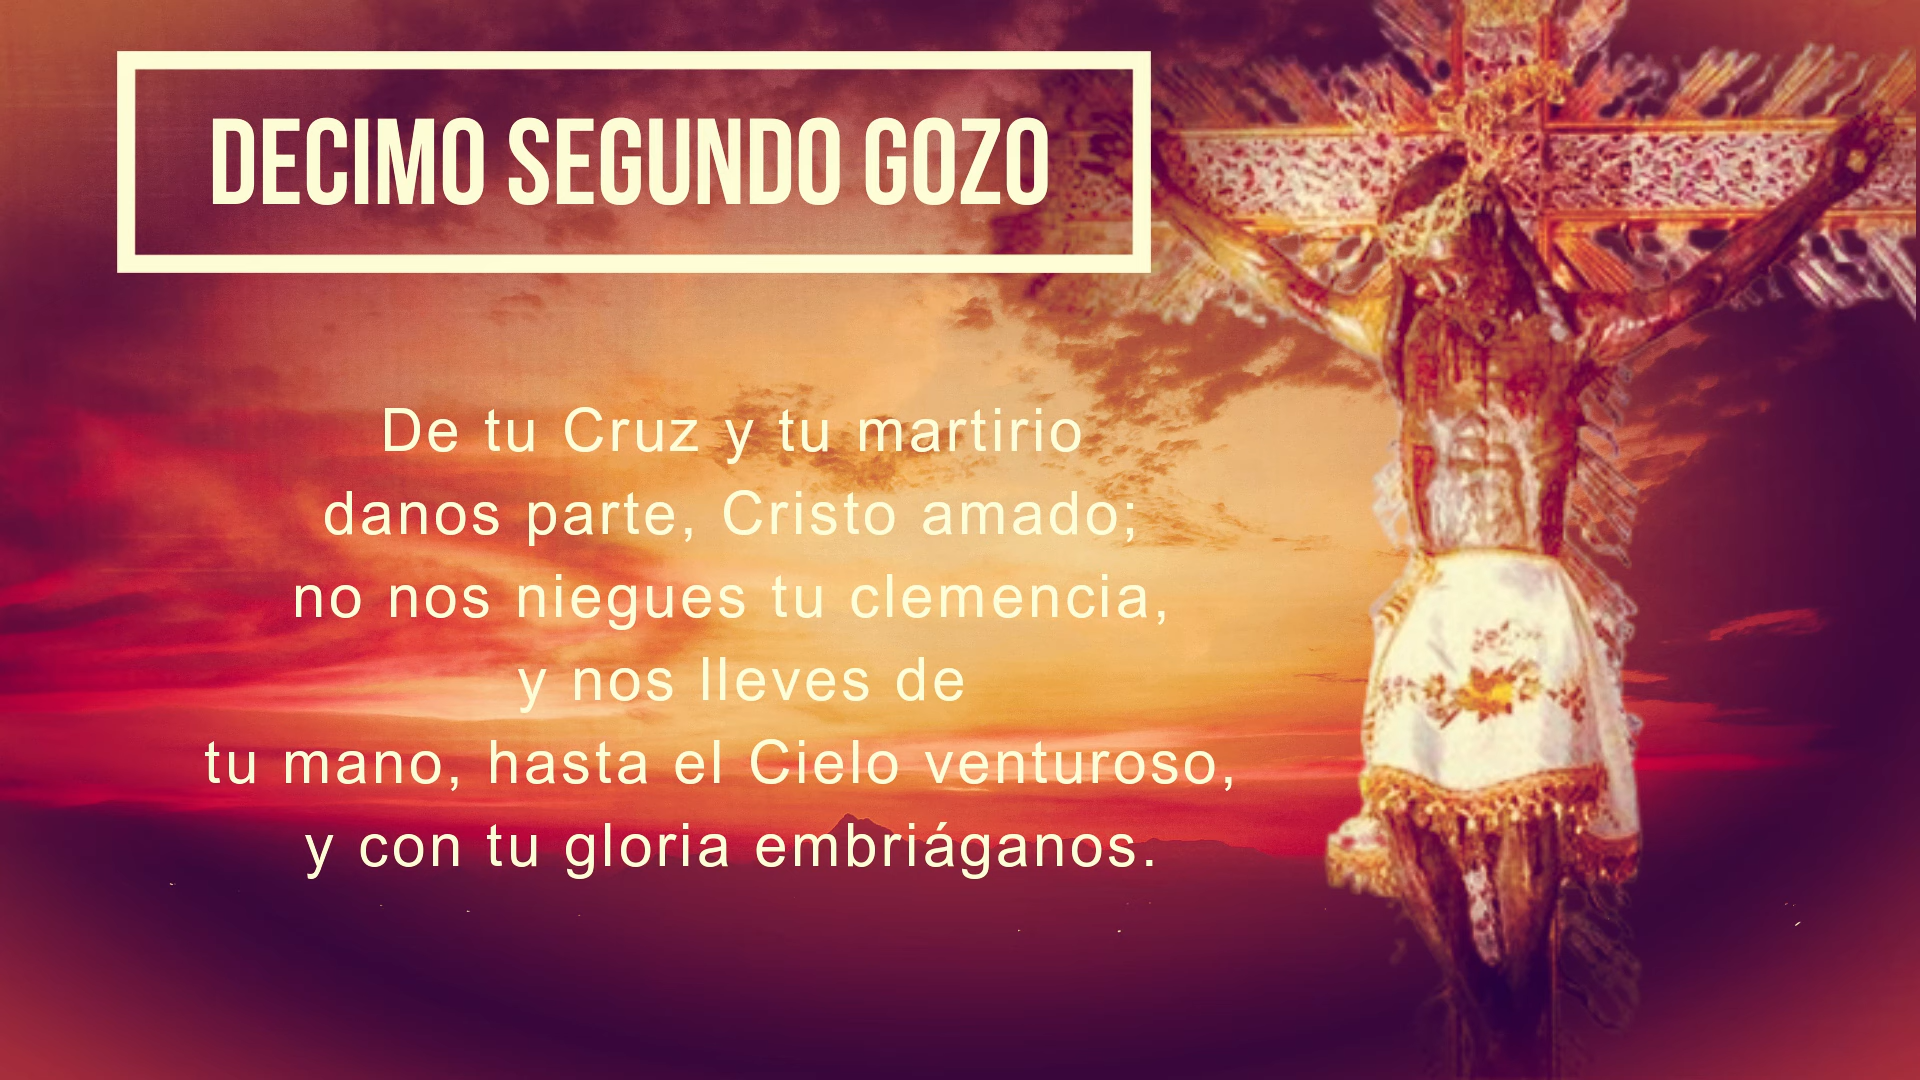 DECIMO SEGUNDO GOZO
De tu Cruz y tu martirio
danos parte, Cristo amado;
no nos niegues tu clemencia,
y nos lleves de
tu mano, hasta el Cielo venturoso,
y con tu gloria embriáganos.